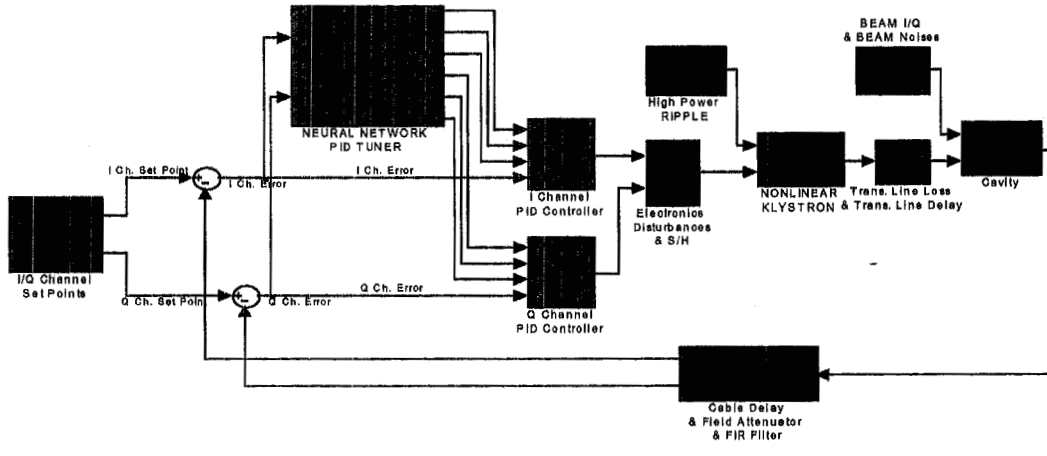 BEAM I/Q
& BEAM Noises
High Power
RIPPLE
NEURAL NETWORK
PID TUNER
I Ch. Set Point
I Ch. Error
I Ch. Error
I Channel
PID Controller
Electronics
Disturbances
& S/H
NONLINEAR
KLYSTRON
Trans. Line Loss
& Trans. Line Delay
Cavity
I/Q Channel
Set Points
Q Ch. Set Point
Q Ch. Error
Q Ch. Error
Q Channel
PID Controller
Cable Delay
& Field Attenuator
& FIR Filter